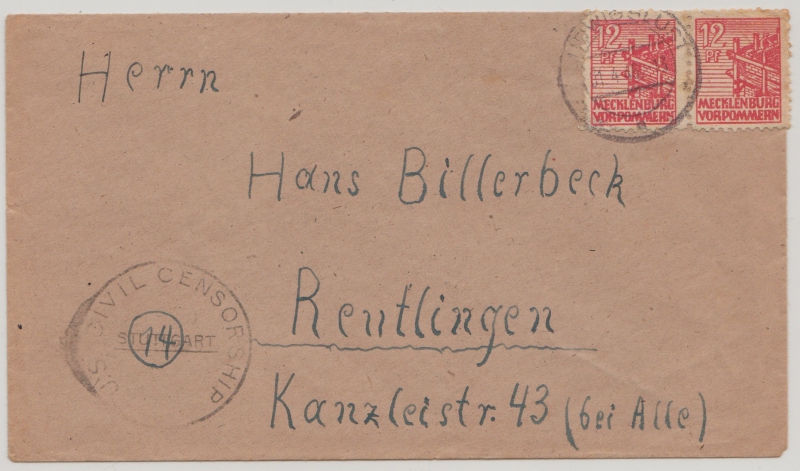 LUDWIGSLUST
12 Pf
MECKLENBURG
VORPOMMERN
12 Pf
MECKLENBURG
VORPOMMERN
Herrn
Hans Billerbeck
Reutlingen
Kanzleistr. 43 (bei Alle)
U.S. CIVIL CENSORSHIP
STUTTGART
14